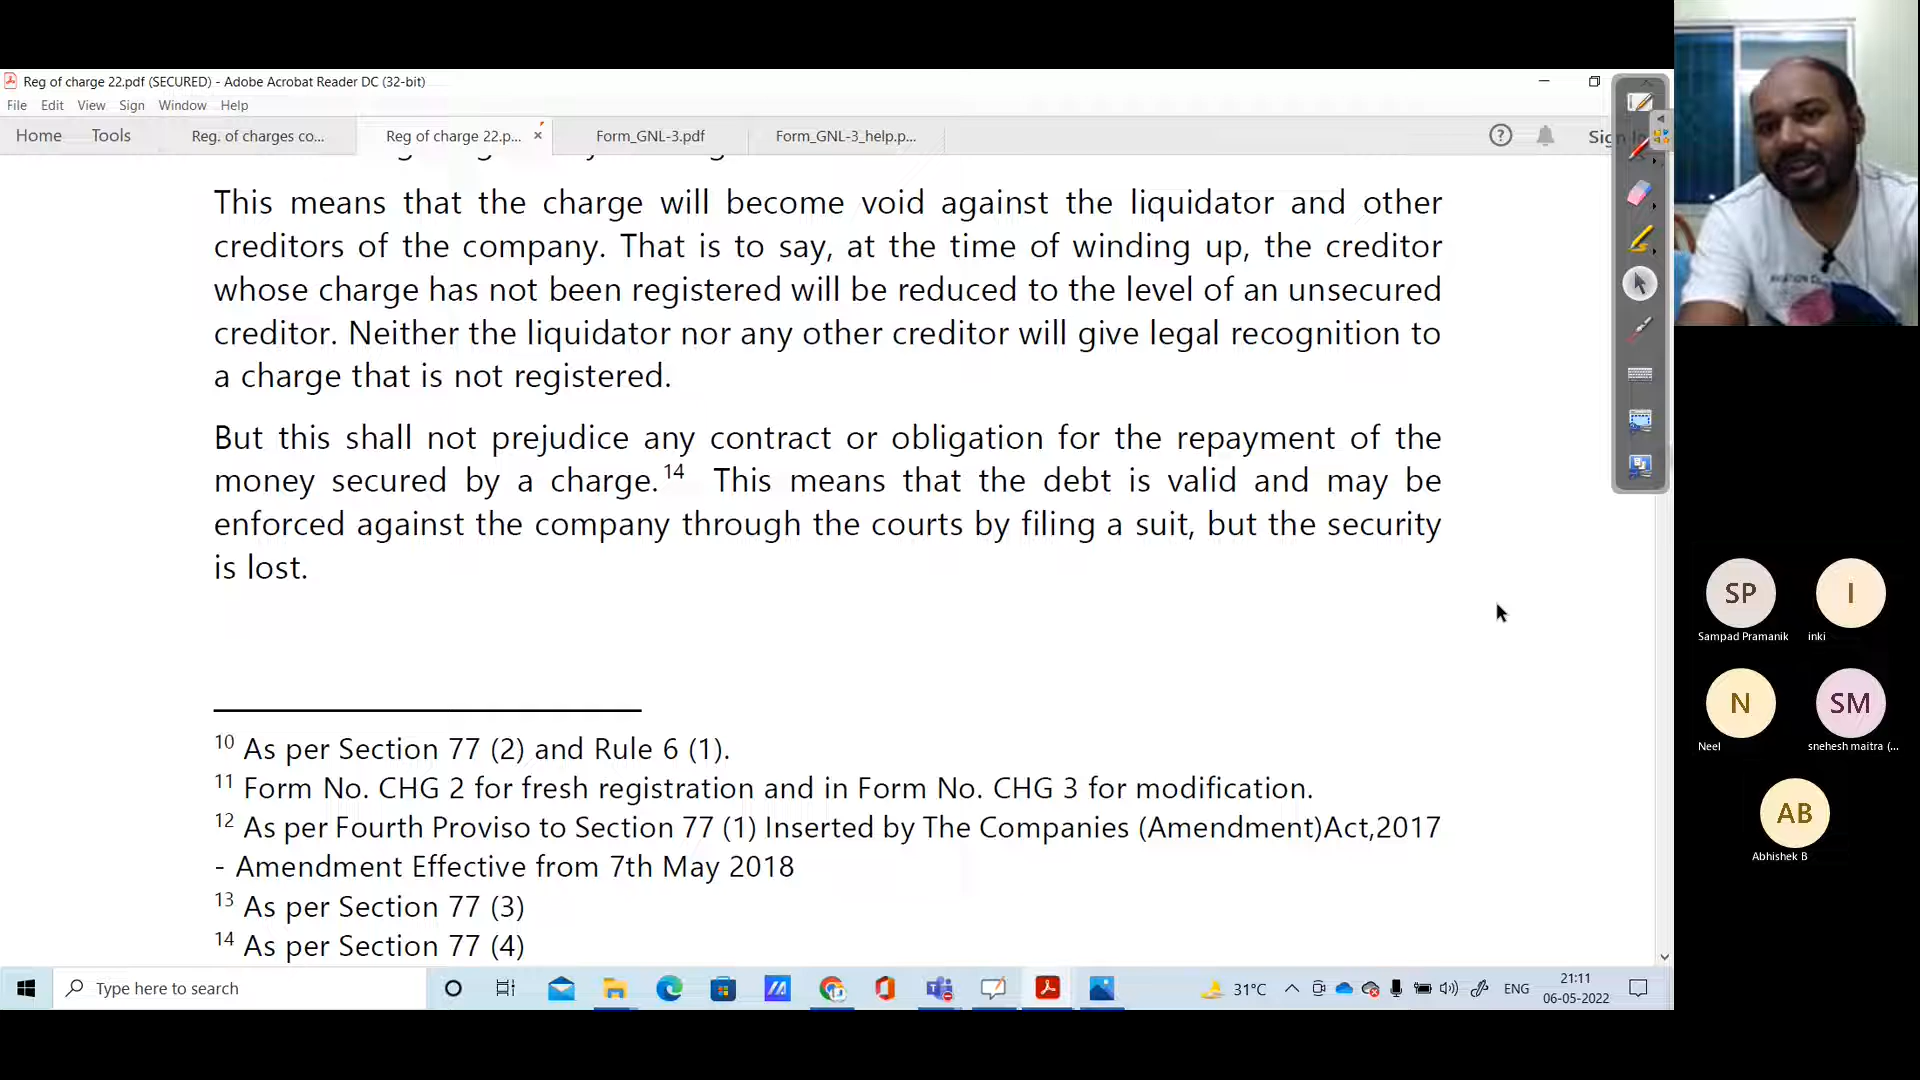 Reg of charge 22.pdf (SECURED) - Adobe Acrobat Reader DC (32-bit)
File Edit View Sign Window Help
Home Tools Reg. of charges co... Reg of charge 22.p... Form_GNL-3.pdf Form_GNL-3_help.p... Sign
This means that the charge will become void against the liquidator and other
creditors of the company. That is to say, at the time of winding up, the creditor
whose charge has not been registered will be reduced to the level of an unsecured
creditor. Neither the liquidator nor any other creditor will give legal recognition to
a charge that is not registered.
But this shall not prejudice any contract or obligation for the repayment of the
money secured by a charge.14 This means that the debt is valid and may be
enforced against the company through the courts by filing a suit, but the security
is lost.
10 As per Section 77 (2) and Rule 6 (1).
11 Form No. CHG 2 for fresh registration and in Form No. CHG 3 for modification.
12 As per Fourth Proviso to Section 77 (1) Inserted by The Companies (Amendment)Act,2017
- Amendment Effective from 7th May 2018
13 As per Section 77 (3)
14 As per Section 77 (4)
SP I
Sampad Pramanik inki
N SM
Neel snehesh maitra (...
AB
Abhishek B
Type here to search 31°C ENG 21:11
06-05-2022